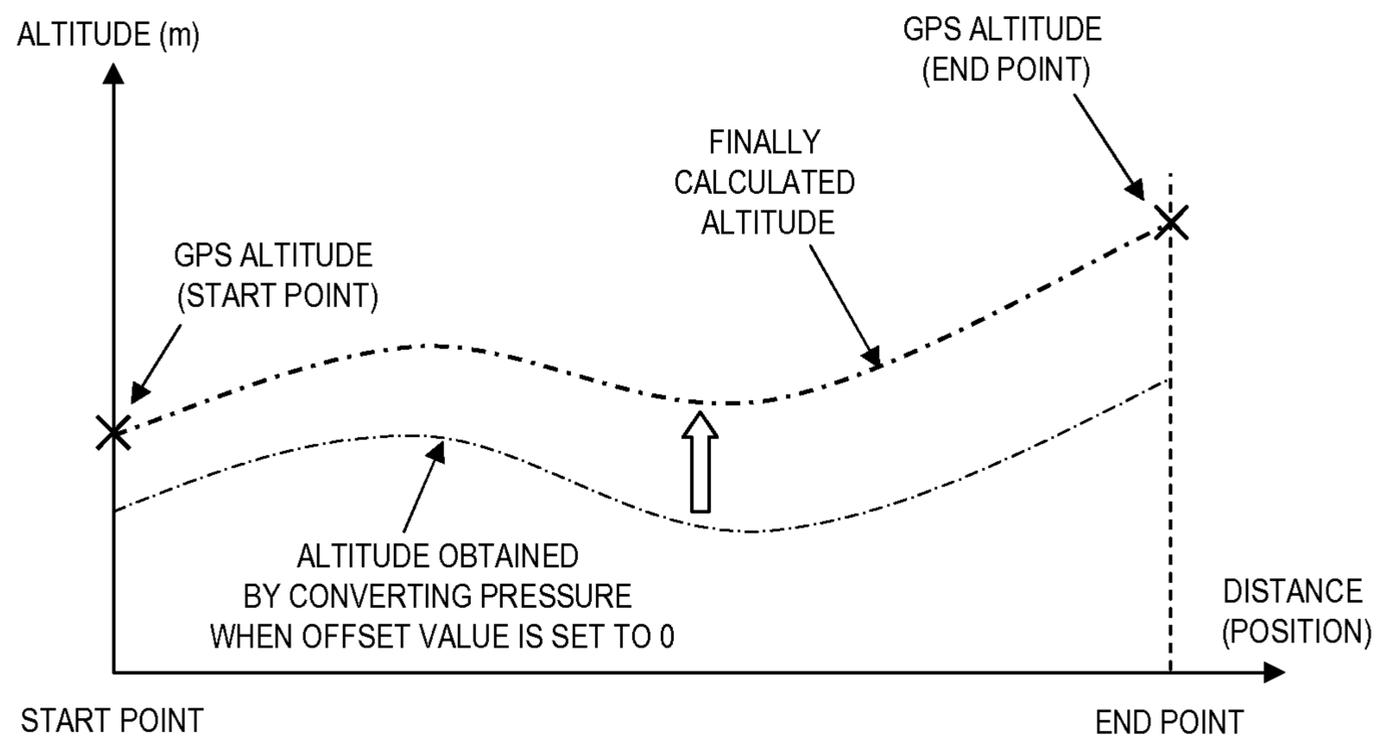 ALTITUDE (m)
GPS ALTITUDE
(END POINT)
FINALLY
CALCULATED
ALTITUDE
GPS ALTITUDE
(START POINT)
ALTITUDE OBTAINED
BY CONVERTING PRESSURE
WHEN OFFSET VALUE IS SET TO 0
DISTANCE
(POSITION)
START POINT
END POINT